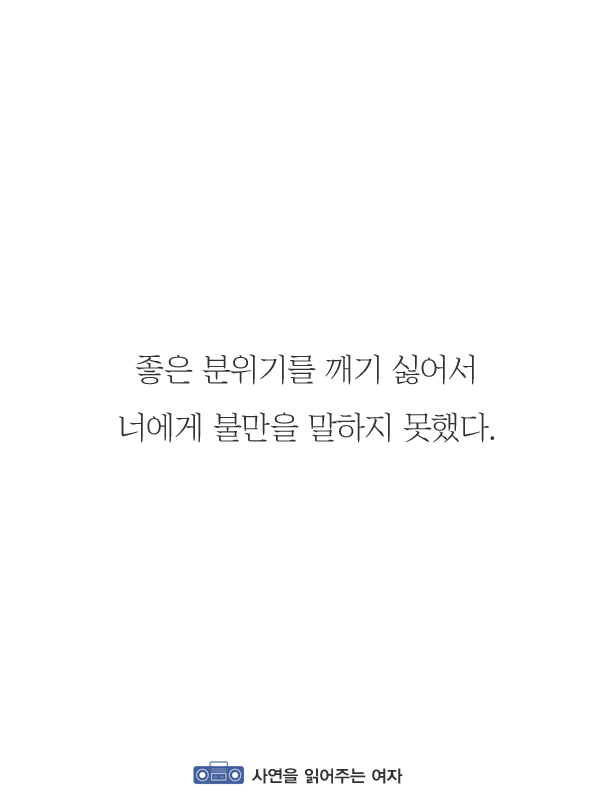 좋은 분위기를 깨기 싫어서
너에게 불만을 말하지 못했다.
사연을 읽어주는 여자